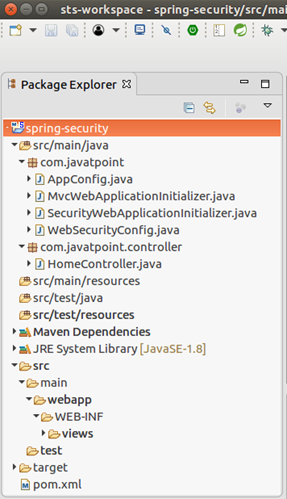 sts-workspace - spring-security/src/mai
Package Explorer
spring-security
src/main/java
com.javatpoint
AppConfig.java
MvcWebApplicationInitializer.java
SecurityWebApplicationInitializer.java
WebSecurityConfig.java
com.javatpoint.controller
HomeController.java
src/main/resources
src/test/java
src/test/resources
Maven Dependencies
JRE System Library [JavaSE-1.8]
src
main
webapp
WEB-INF
views
test
target
pom.xml